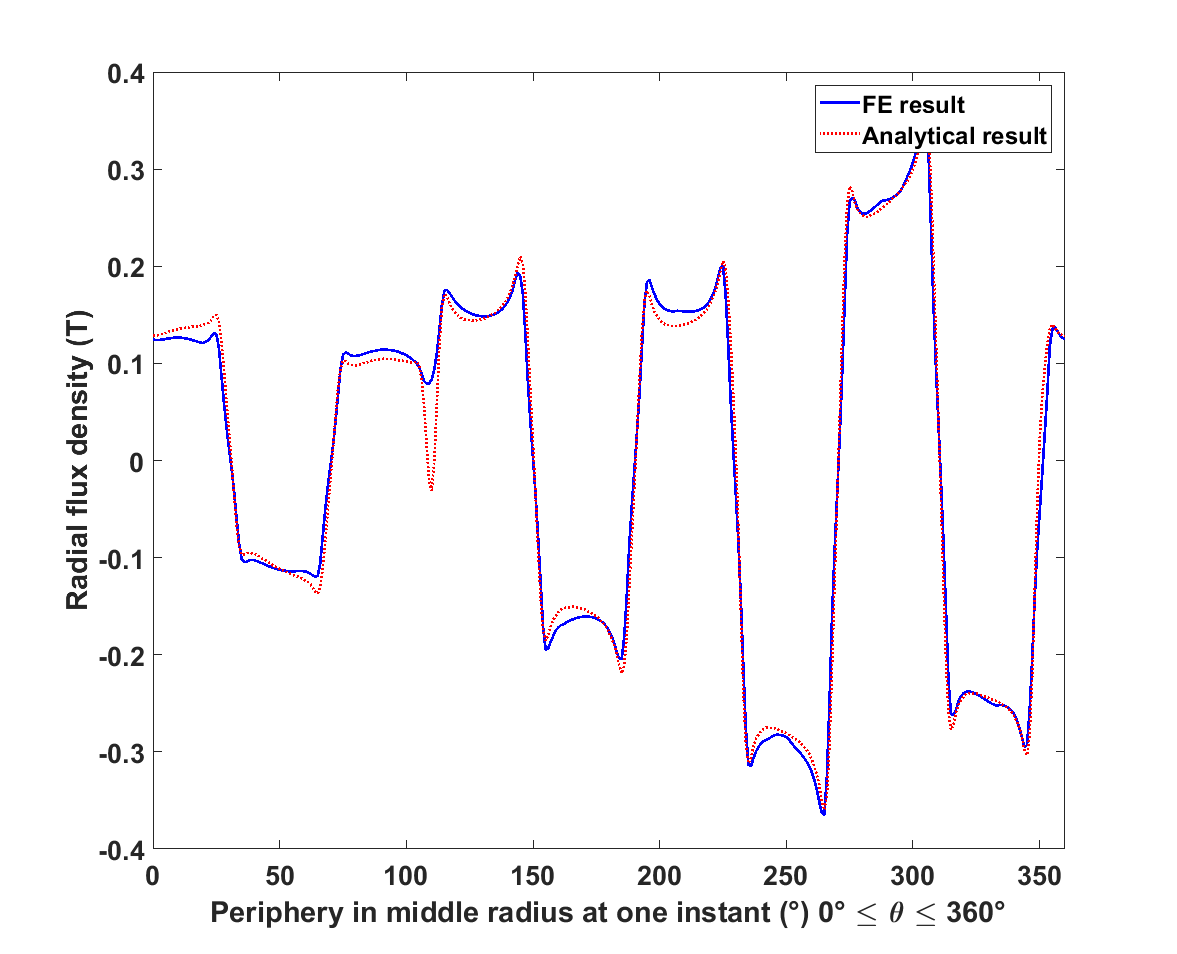 0.4
0.3
0.2
0.1
0
-0.1
-0.2
-0.3
-0.4
Radial flux density (T)
FE result
Analytical result
0 50 100 150 200 250 300 350
Periphery in middle radius at one instant (°) 0° ≤ θ ≤ 360°